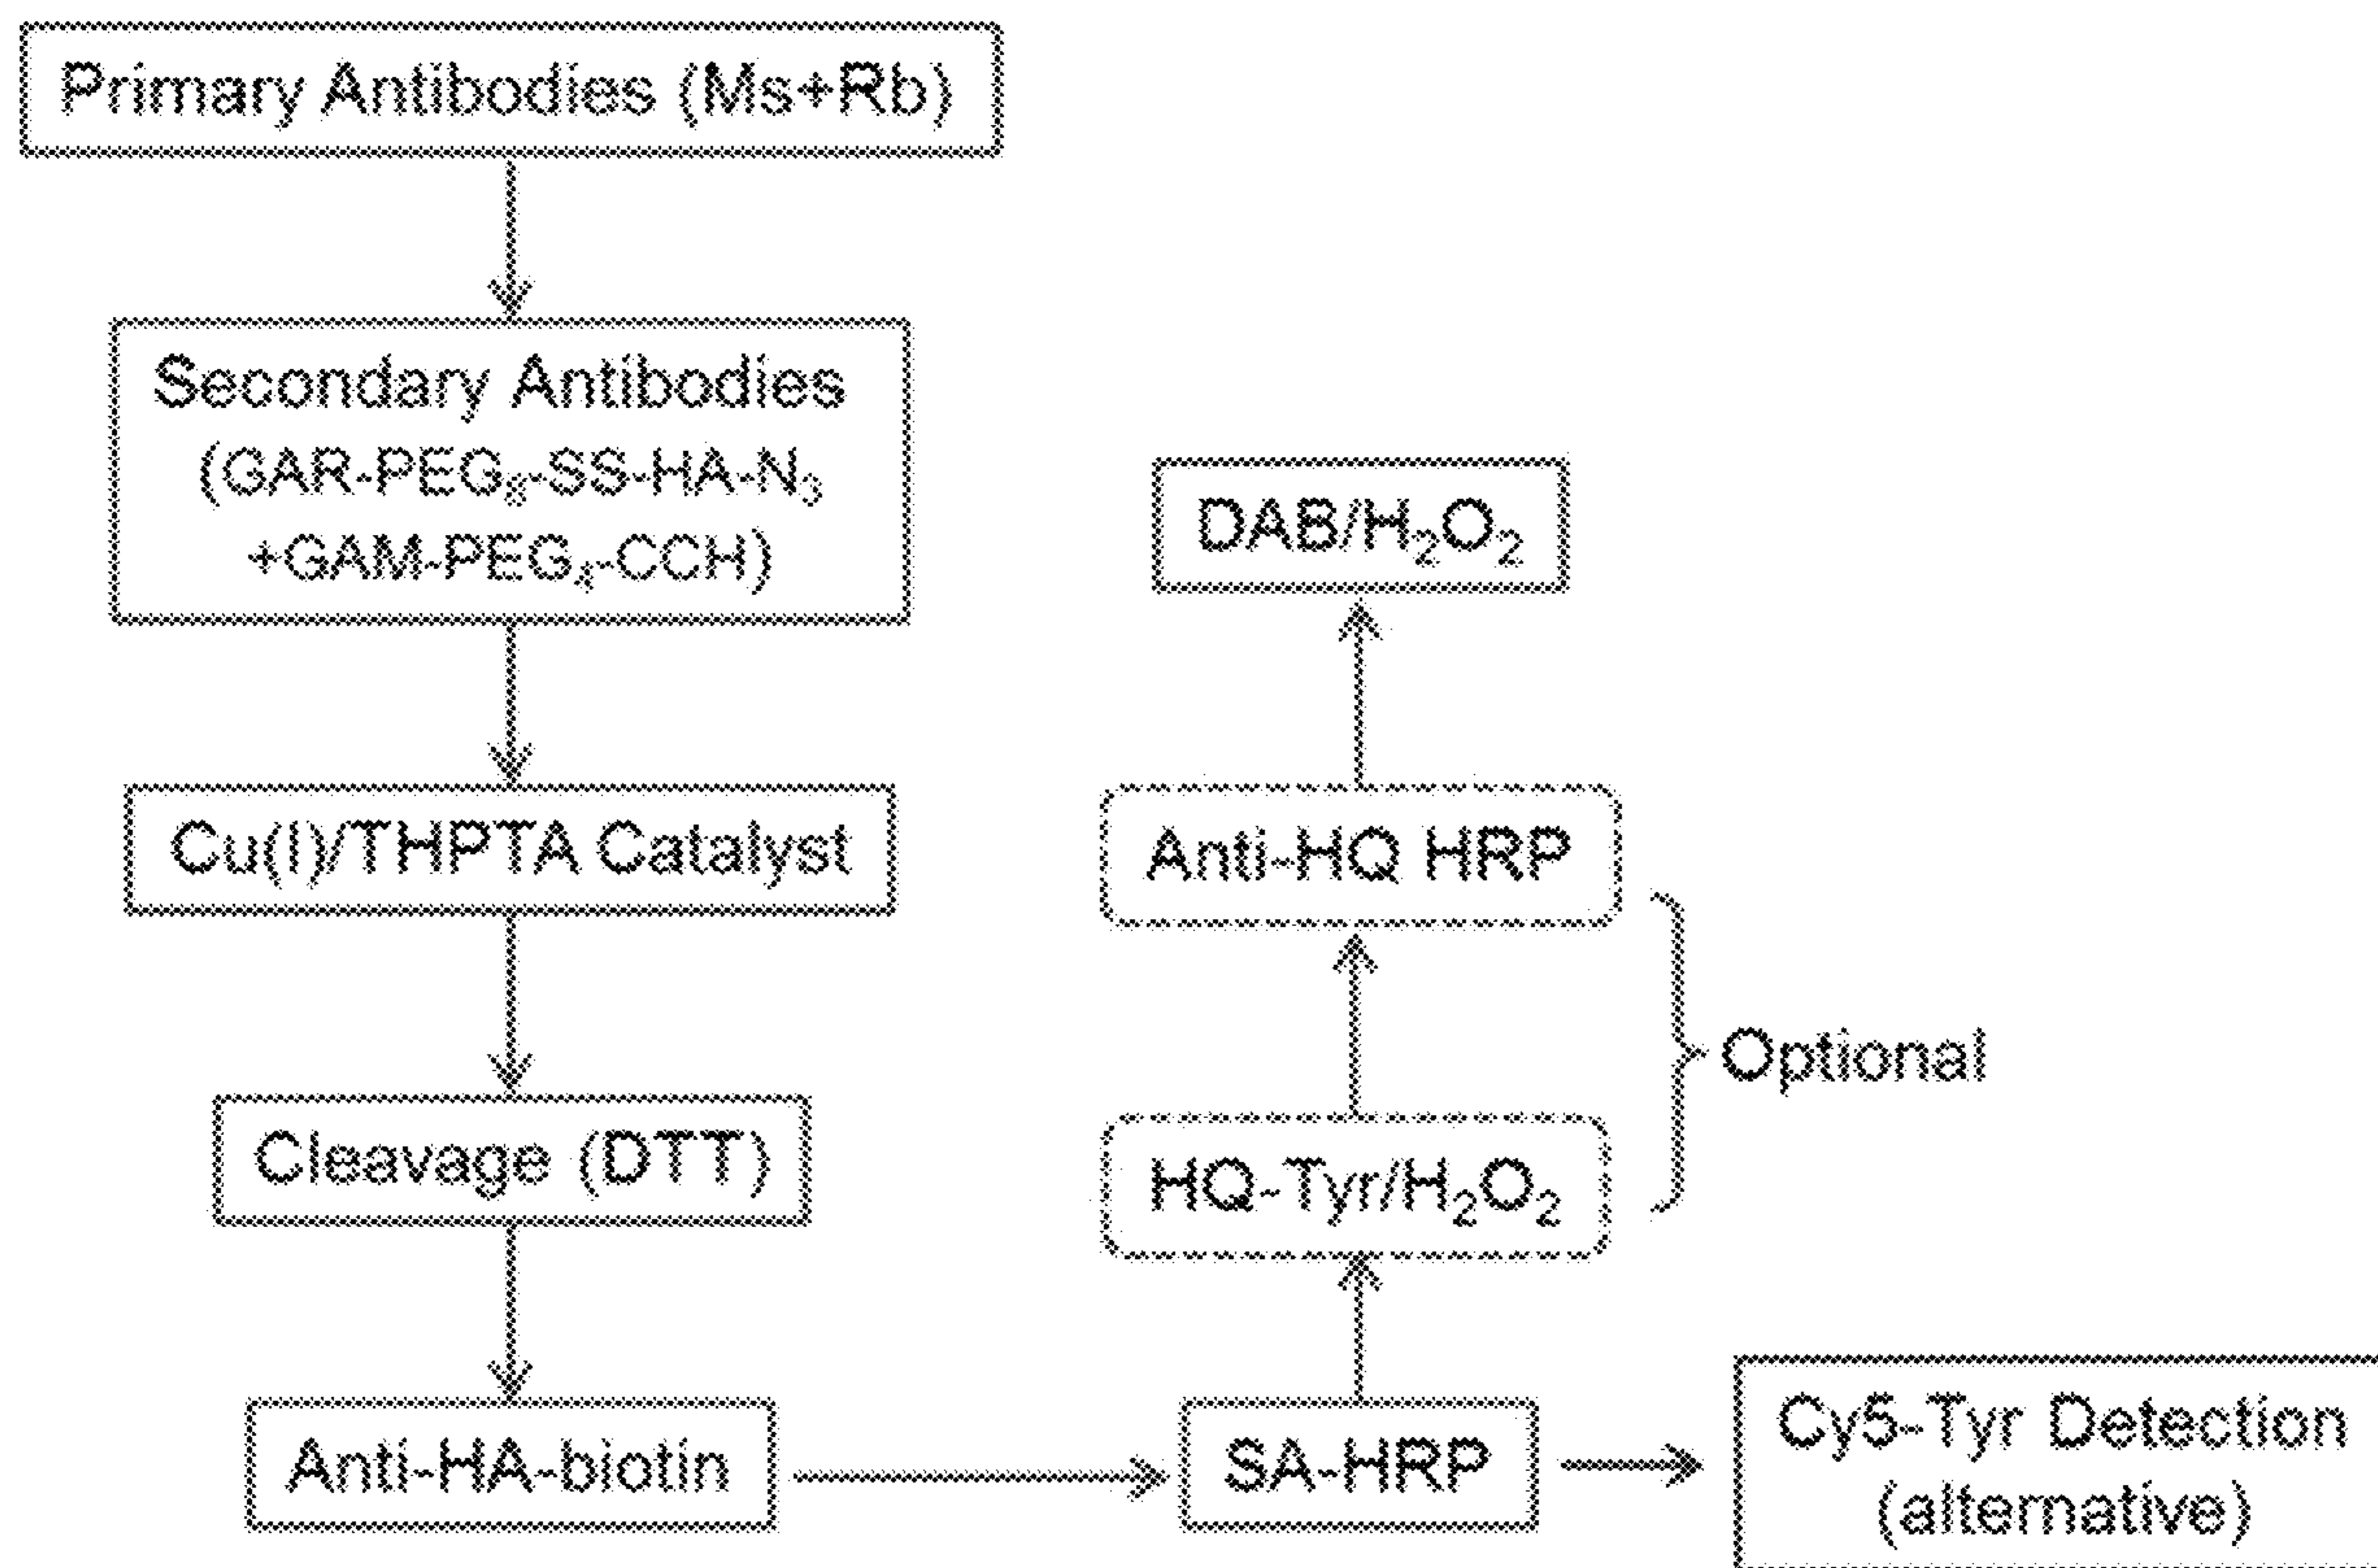 Primary Antibodies (Ms+Rb)
Secondary Antibodies
(GAR-PEG₈-SS-HA-N₃
+GAM-PEG₄-CCH)
Cu(I)/THPTA Catalyst
Cleavage (DTT)
Anti-HA-biotin
SA-HRP
Cy5-Tyr Detection
(alternative)
HQ-Tyr/H₂O₂
Optional
Anti-HQ HRP
DAB/H₂O₂